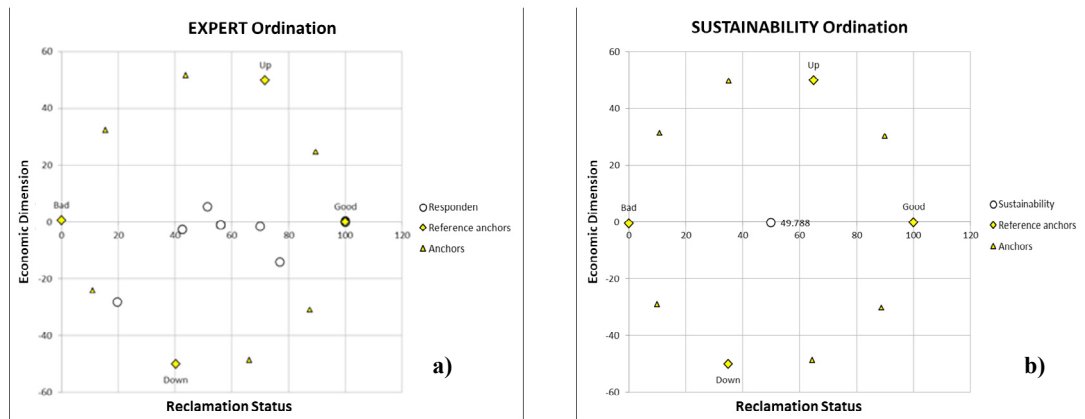 EXPERT Ordination
60
Up
40
20
Bad
Good
0
0
20
40
60
80
100
120
-20
-40
Down
-60
Economic Dimension
Reclamation Status
Responden
Reference anchors
Anchors
a)
SUSTAINABILITY Ordination
60
Up
40
20
Bad
Good
0
49.788
0
20
40
60
80
100
120
-20
-40
Down
-60
Economic Dimension
Reclamation Status
Sustainability
Reference anchors
Anchors
b)